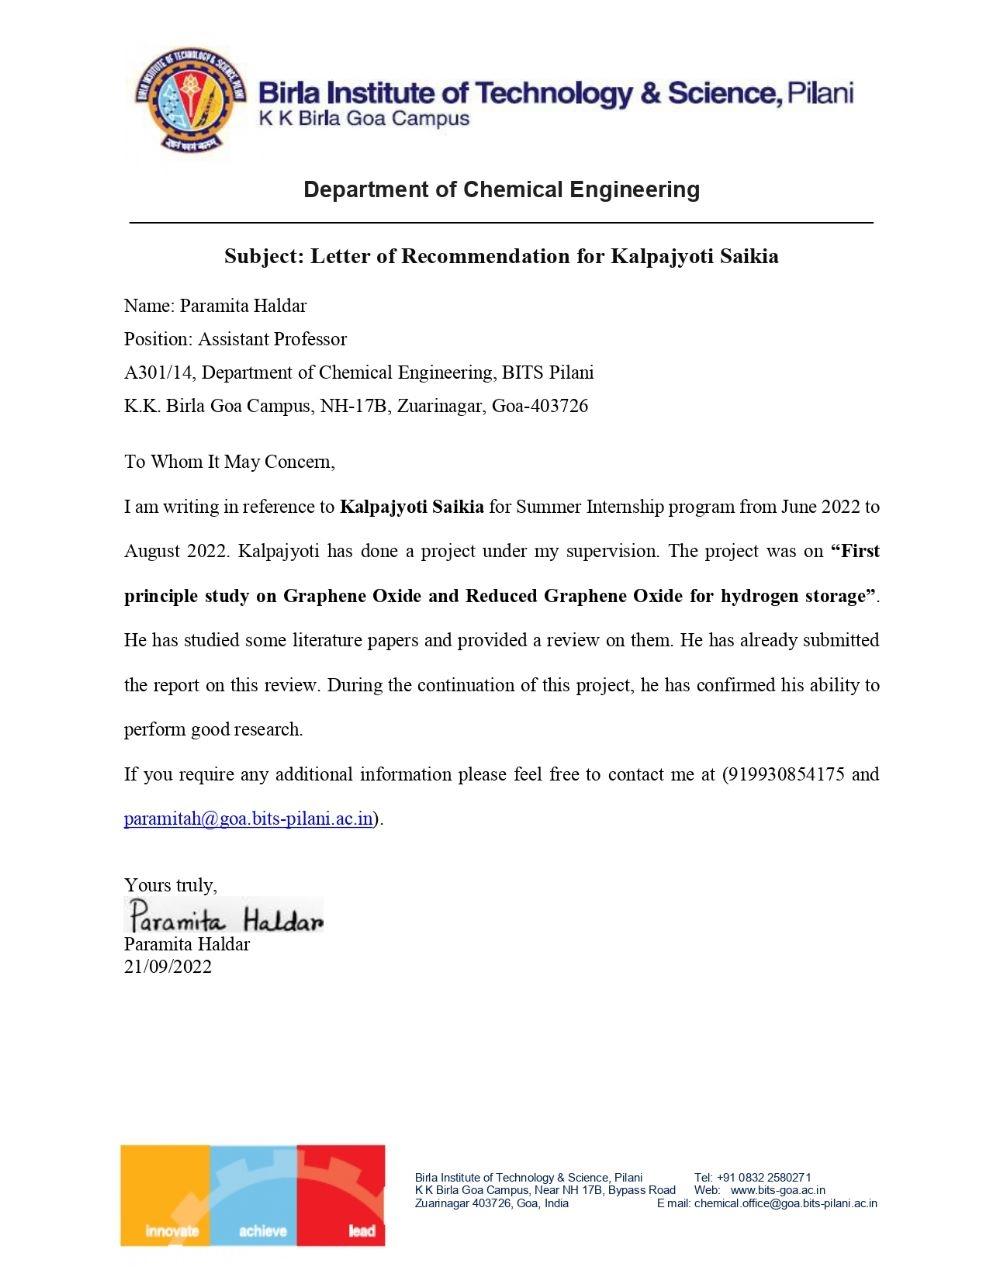 BIRLA INSTITUTE OF TECHNOLOGY & SCIENCE, PILANI
Birla Institute of Technology & Science, Pilani
K K Birla Goa Campus
Department of Chemical Engineering
Subject: Letter of Recommendation for Kalpajyoti Saikia
Name: Paramita Haldar
Position: Assistant Professor
A301/14, Department of Chemical Engineering, BITS Pilani
K.K. Birla Goa Campus, NH-17B, Zuarinagar, Goa-403726
To Whom It May Concern,
I am writing in reference to Kalpajyoti Saikia for Summer Internship program from June 2022 to
August 2022. Kalpajyoti has done a project under my supervision. The project was on “First
principle study on Graphene Oxide and Reduced Graphene Oxide for hydrogen storage”.
He has studied some literature papers and provided a review on them. He has already submitted
the report on this review. During the continuation of this project, he has confirmed his ability to
perform good research.
If you require any additional information please feel free to contact me at (919930854175 and
paramitah@goa.bits-pilani.ac.in).
Yours truly,
Paramita Haldar
Paramita Haldar
21/09/2022
innovate achieve lead
Birla Institute of Technology & Science, Pilani Tel: +91 0832 2580271
K K Birla Goa Campus, Near NH 17B, Bypass Road Web: www.bits-goa.ac.in
Zuarinagar 403726, Goa, India E mail: chemical.office@goa.bits-pilani.ac.in